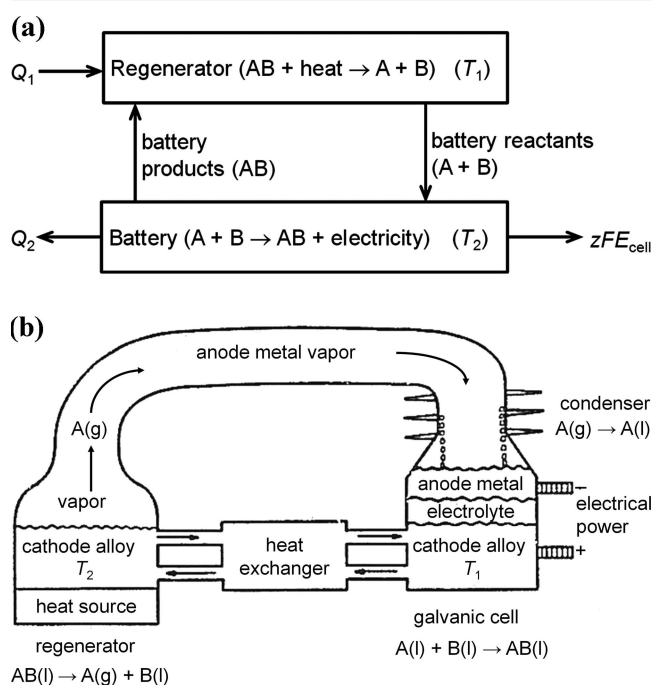 (a)
Q₁
Regenerator (AB + heat → A + B) (T₁)
battery
products (AB)
battery reactants
(A + B)
Q₂
Battery (A + B → AB + electricity) (T₂)
zFE_cell
(b)
anode metal vapor
A(g)
condenser
A(g) → A(l)
vapor
anode metal
−
electrical
power
electrolyte
cathode alloy
T₂
heat
exchanger
cathode alloy
T₁
+
heat source
regenerator
AB(l) → A(g) + B(l)
galvanic cell
A(l) + B(l) → AB(l)